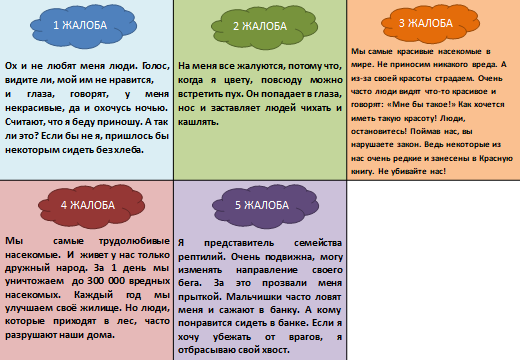 1 ЖАЛОБА
Ох и не любят меня люди. Голос,
видите ли, мой им не нравится,
и глаза, говорят, у меня
некрасивые, да и охочусь ночью.
Считают, что я беду приношу. А так
ли это? Если бы не я, пришлось бы
некоторым сидеть без хлеба.
2 ЖАЛОБА
На меня все жалуются, потому что,
когда я цвету, повсюду можно
встретить пух. Он попадает в глаза,
нос и заставляет людей чихать и
кашлять.
3 ЖАЛОБА
Мы самые красивые насекомые в
мире. Не приносим никакого вреда. А
из-за своей красоты страдаем. Очень
часто люди видят что-то красивое и
говорят: «Мне бы такое!» Как хочется
иметь такую красоту! Люди,
остановитесь! Поймав нас, вы
нарушаете закон. Ведь некоторые из
нас очень редкие и занесены в Красную
книгу. Не убивайте нас!
4 ЖАЛОБА
Мы самые трудолюбивые
насекомые. И живет у нас только
дружный народ. За 1 день мы
уничтожаем до 300 000 вредных
насекомых. Каждый год мы
улучшаем своё жилище. Но люди,
которые приходят в лес, часто
разрушают наши дома.
5 ЖАЛОБА
Я представитель семейства
рептилий. Очень подвижна, могу
изменять направление своего
бега. За это прозвали меня
прыткой. Мальчишки часто ловят
меня и сажают в банку. А кому
понравится сидеть в банке. Если я
хочу убежать от врагов, я
отбрасываю свой хвост.